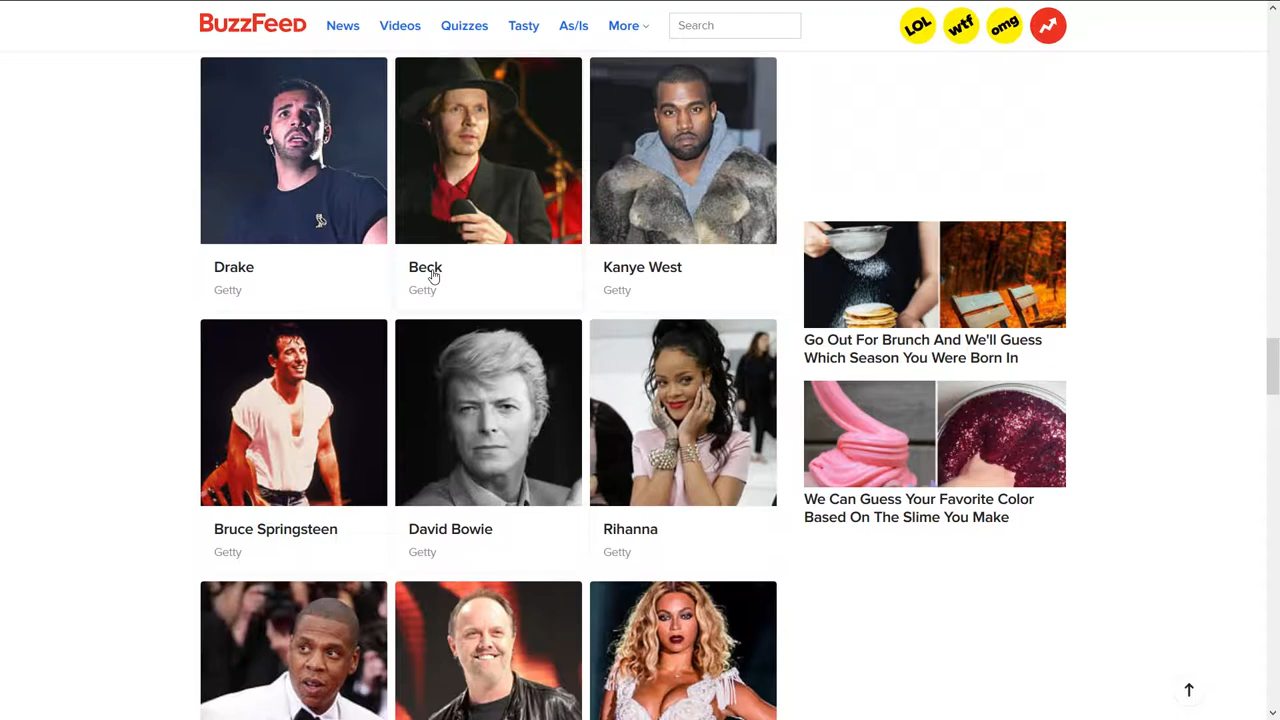 BuzzFeed News Videos Quizzes Tasty As/Is More Search LOL wtf omg
Drake
Getty
Beck
Getty
Kanye West
Getty
Go Out For Brunch And We'll Guess
Which Season You Were Born In
Bruce Springsteen
Getty
David Bowie
Getty
Rihanna
Getty
We Can Guess Your Favorite Color
Based On The Slime You Make